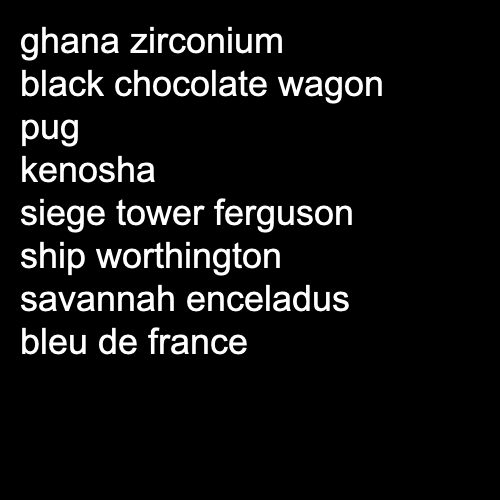 ghana zirconium
black chocolate wagon
pug
kenosha
siege tower ferguson
ship worthington
savannah enceladus
bleu de france